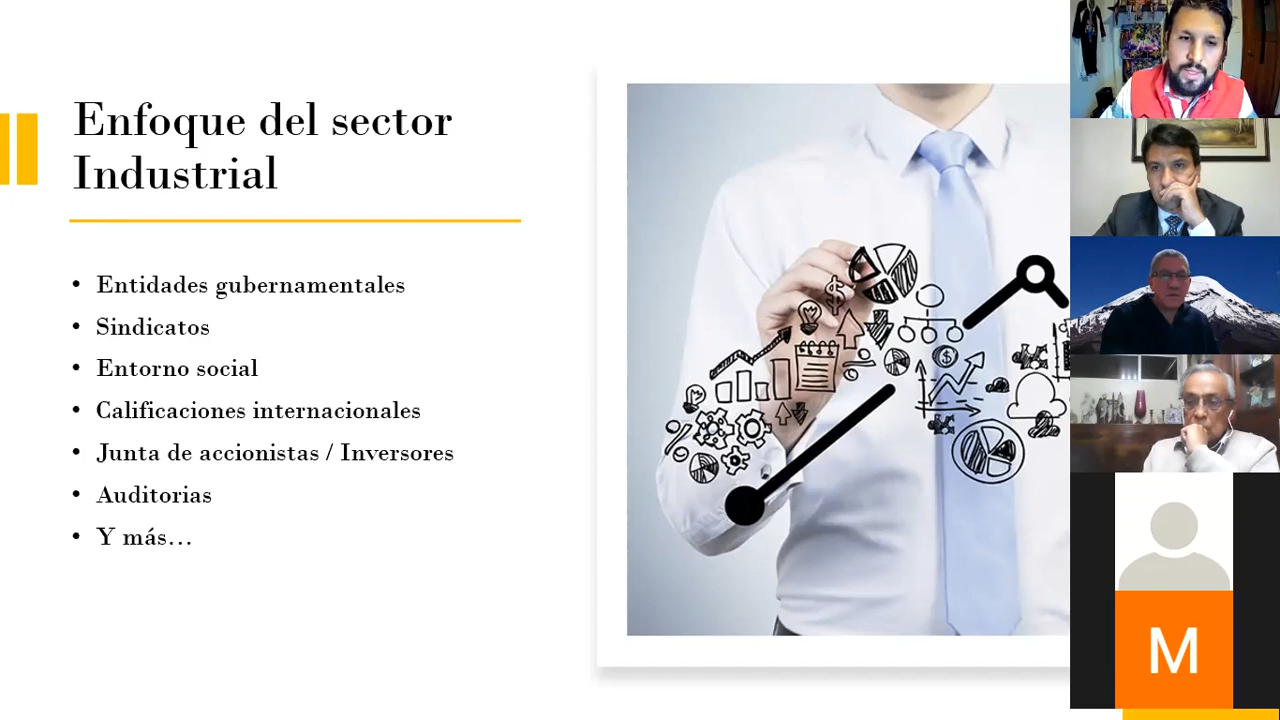 Enfoque del sector
Industrial
• Entidades gubernamentales
• Sindicatos
• Entorno social
• Calificaciones internacionales
• Junta de accionistas / Inversores
• Auditorias
• Y más...
M